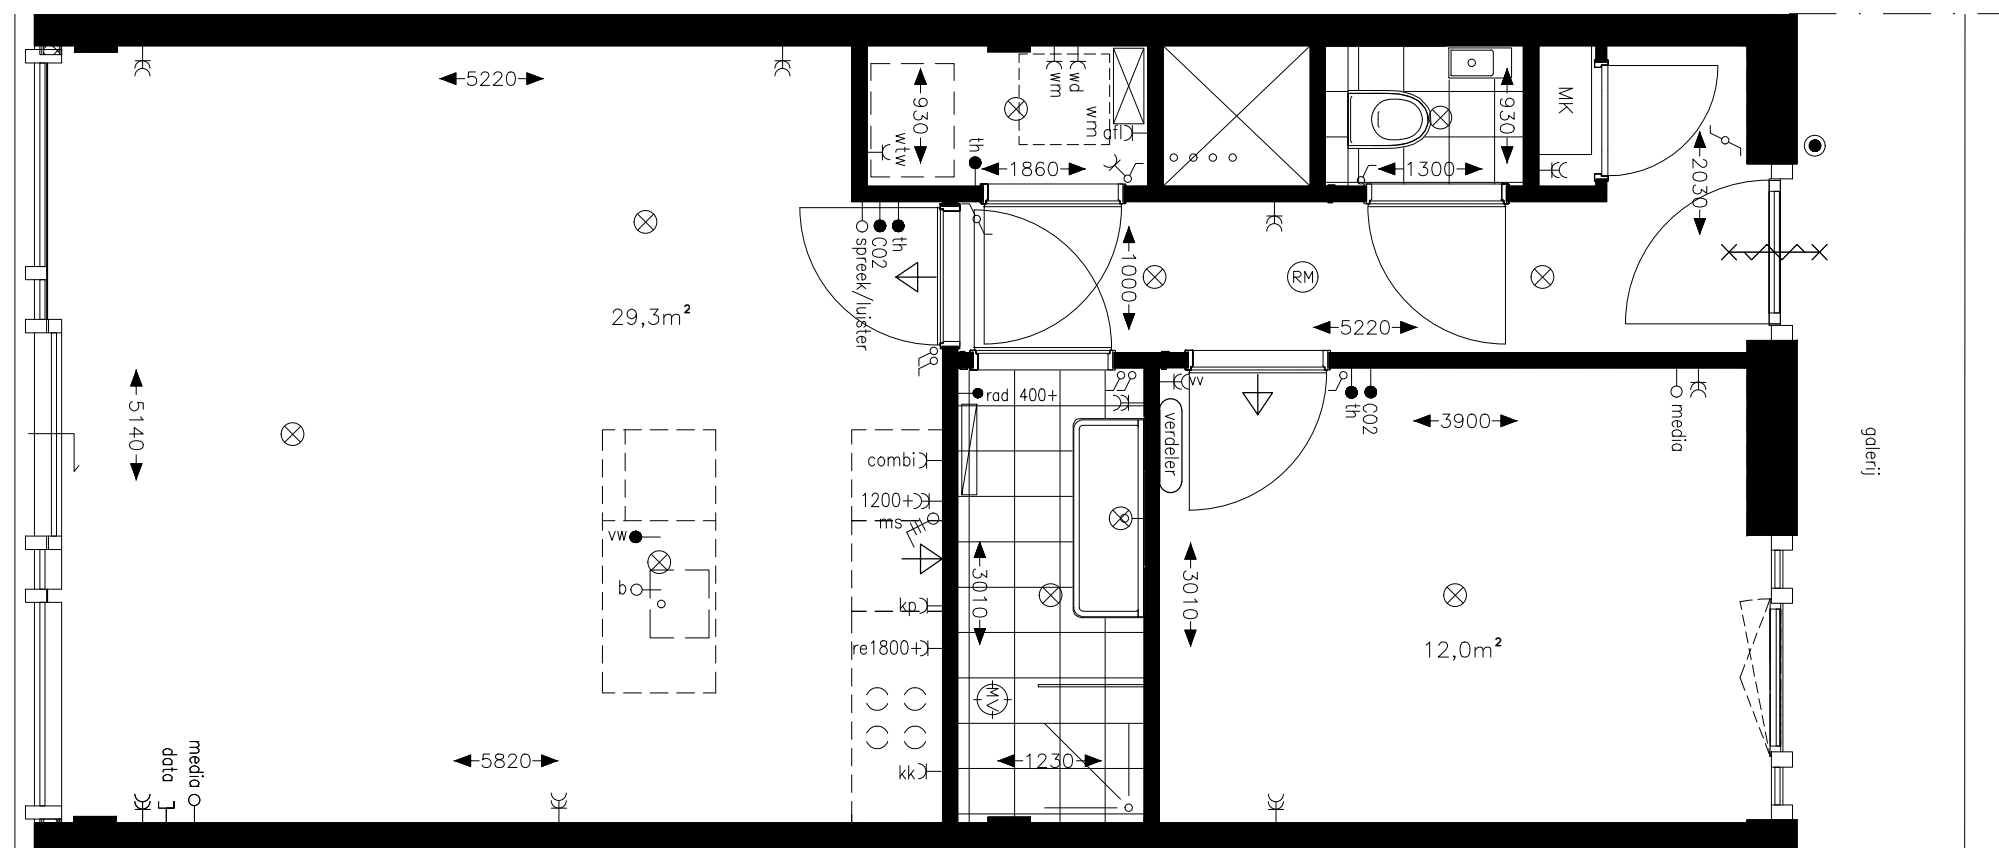 5220
930
wtw
th
wm
wd
wm
afl
1860
1300
930
MK
2030
spreek/luister
CO2
th
1000
RM
5220
29,3m²
5140
rad 400+
vv
verdeler
th
CO2
3900
media
galerij
combi
1200+
ms
vw
b
kp
3010
3010
re1800+
12,0m²
MV
media
data
5820
kk
1230